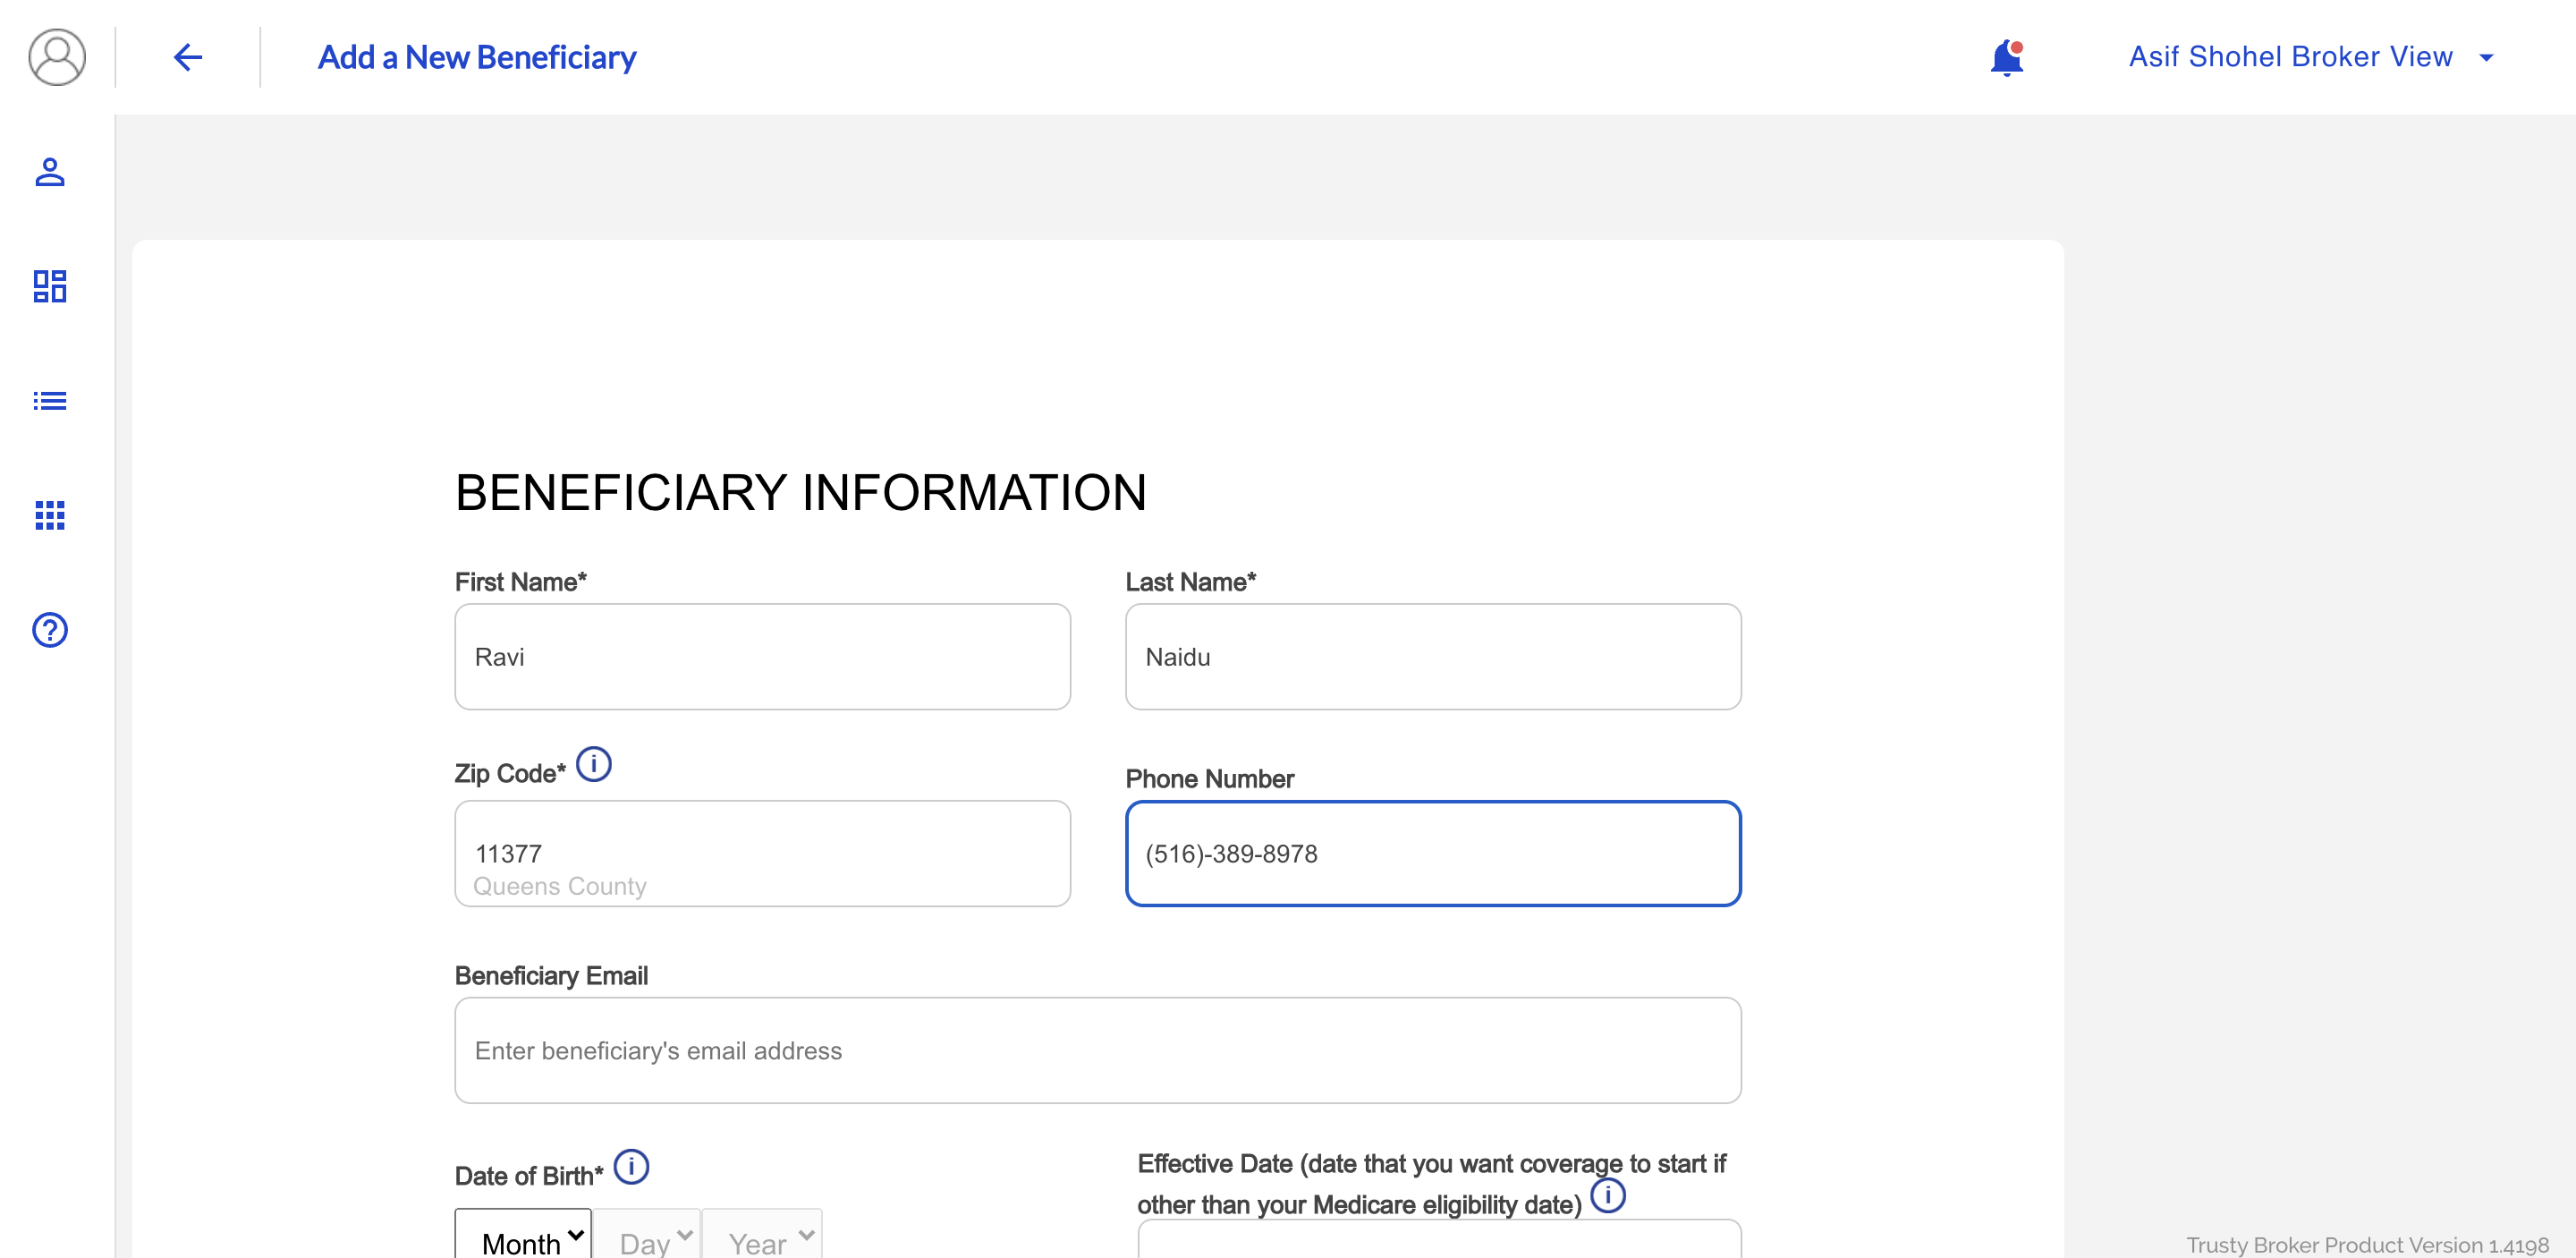 Add a New Beneficiary
Asif Shohel Broker View
BENEFICIARY INFORMATION
First Name*
Last Name*
Ravi
Naidu
Zip Code*
Phone Number
11377
Queens County
(516)-389-8978
Beneficiary Email
Enter beneficiary's email address
Date of Birth*
Effective Date (date that you want coverage to start if
other than your Medicare eligibility date)
Month
Day
Year
Trusty Broker Product Version 1.4198